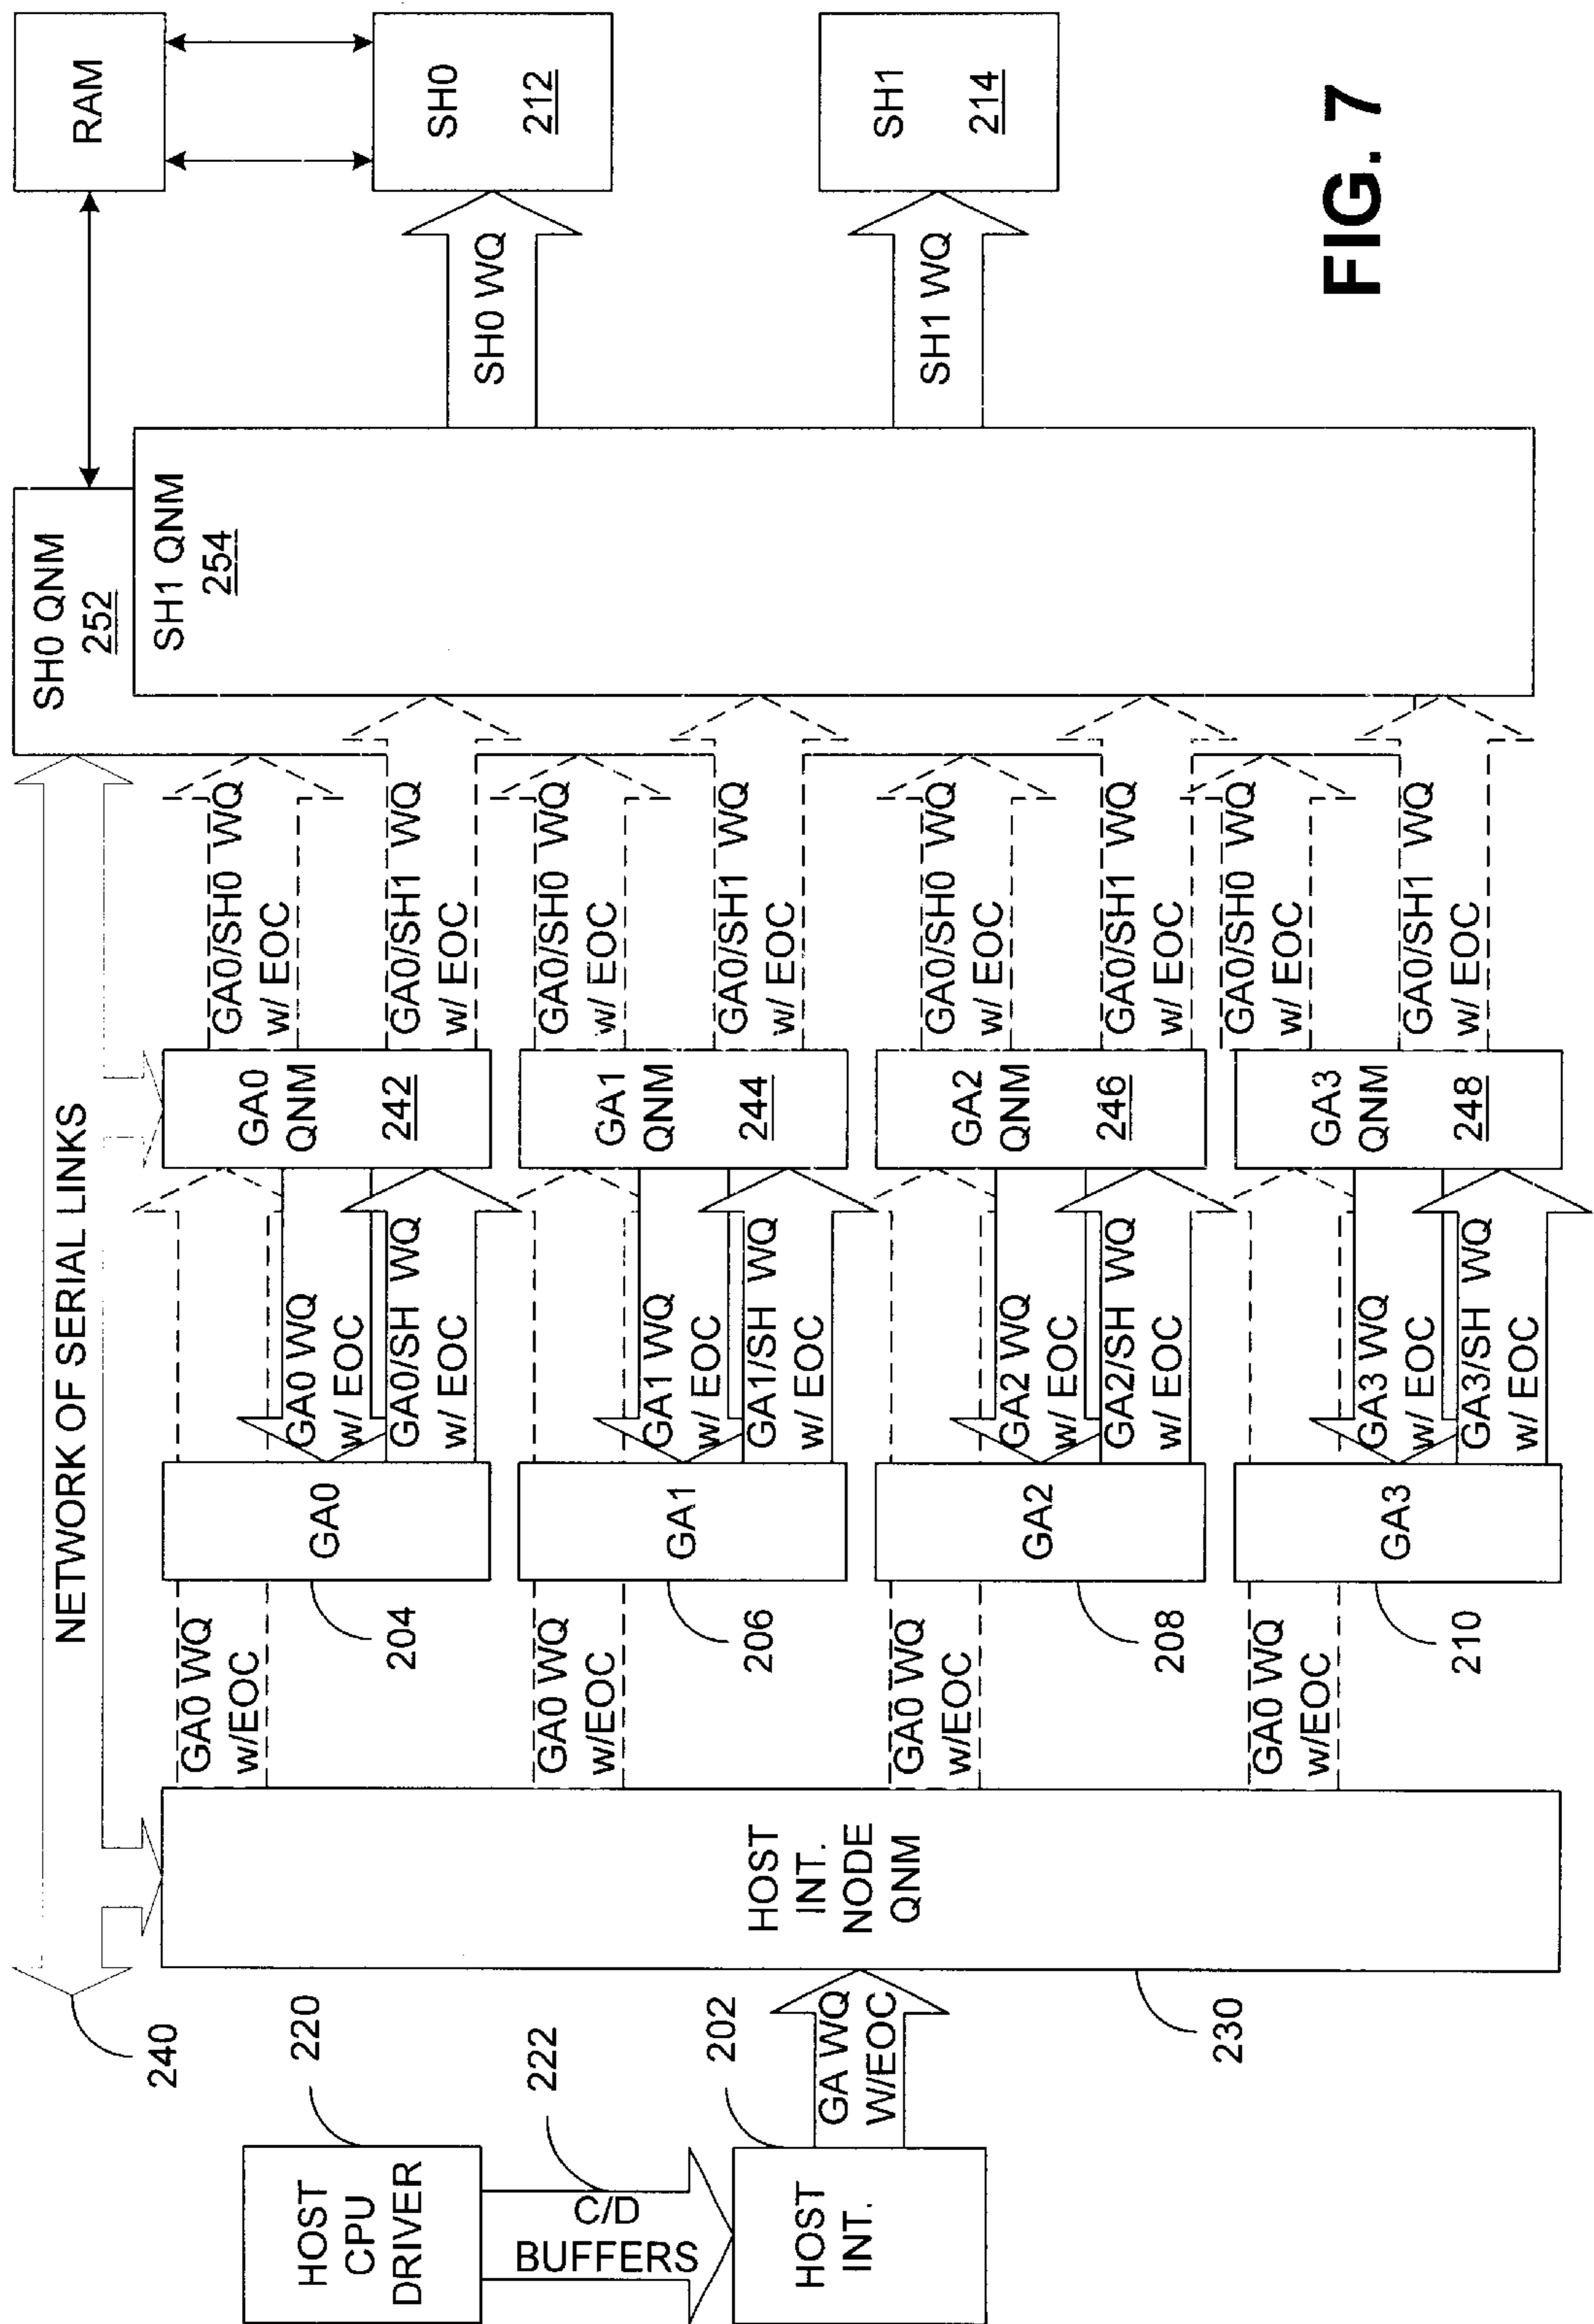 NETWORK OF SERIAL LINKS
240
HOST
CPU
DRIVER
220
C/D
BUFFERS
222
HOST
INT.
202
GA WQ
W/EOC
HOST
INT.
NODE
QNM
230
GA0 WQ
w/EOC
GA0 WQ
w/EOC
GA0 WQ
w/EOC
GA0 WQ
w/EOC
GA0
204
GA1
206
GA2
208
GA3
210
GA0 WQ
w/ EOC
GA0/SH WQ
w/ EOC
GA1 WQ
w/ EOC
GA1/SH WQ
w/ EOC
GA2 WQ
w/ EOC
GA2/SH WQ
w/ EOC
GA3 WQ
w/ EOC
GA3/SH WQ
w/ EOC
GA0
QNM
242
GA1
QNM
244
GA2
QNM
246
GA3
QNM
248
GA0/SH0 WQ
w/ EOC
GA0/SH1 WQ
w/ EOC
GA0/SH0 WQ
w/ EOC
GA0/SH1 WQ
w/ EOC
GA0/SH0 WQ
w/ EOC
GA0/SH1 WQ
w/ EOC
GA0/SH0 WQ
w/ EOC
GA0/SH1 WQ
w/ EOC
SH0 QNM
252
SH1 QNM
254
SH0 WQ
SH1 WQ
RAM
SH0
212
SH1
214
FIG. 7